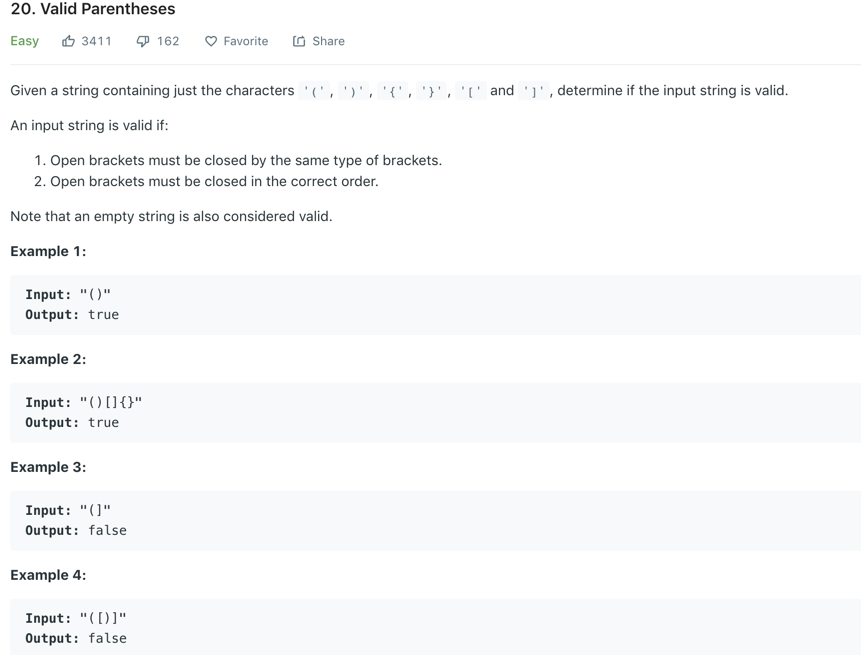 20. Valid Parentheses
Easy 3411 162 Favorite Share
Given a string containing just the characters '(', ')', '{', '}', '[' and ']', determine if the input string is valid.
An input string is valid if:
1. Open brackets must be closed by the same type of brackets.
2. Open brackets must be closed in the correct order.
Note that an empty string is also considered valid.
Example 1:
Input: "()"
Output: true
Example 2:
Input: "()[]{}"
Output: true
Example 3:
Input: "(]"
Output: false
Example 4:
Input: "([)]"
Output: false